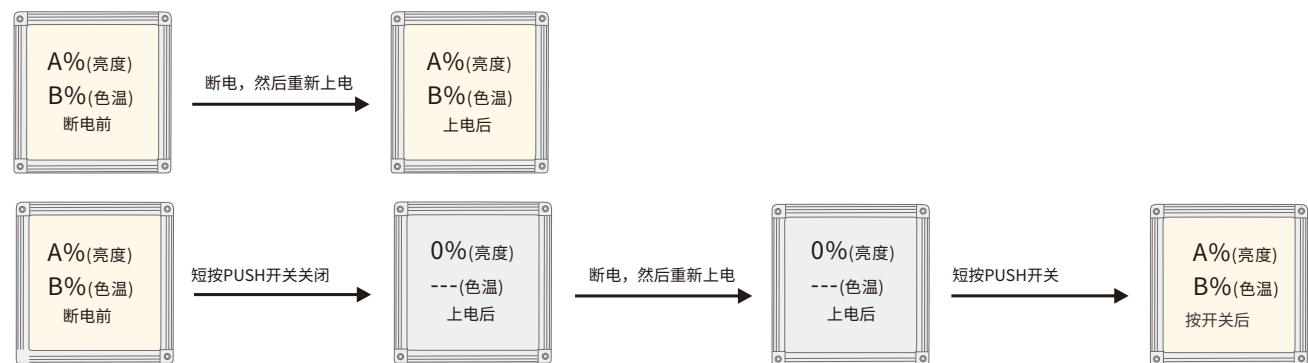 A%(亮度)
B%(色温)
断电前
断电，然后重新上电
A%(亮度)
B%(色温)
上电后
A%(亮度)
B%(色温)
断电前
短按PUSH开关关闭
0%(亮度)
---(色温)
上电后
断电，然后重新上电
0%(亮度)
---(色温)
上电后
短按PUSH开关
A%(亮度)
B%(色温)
按开关后